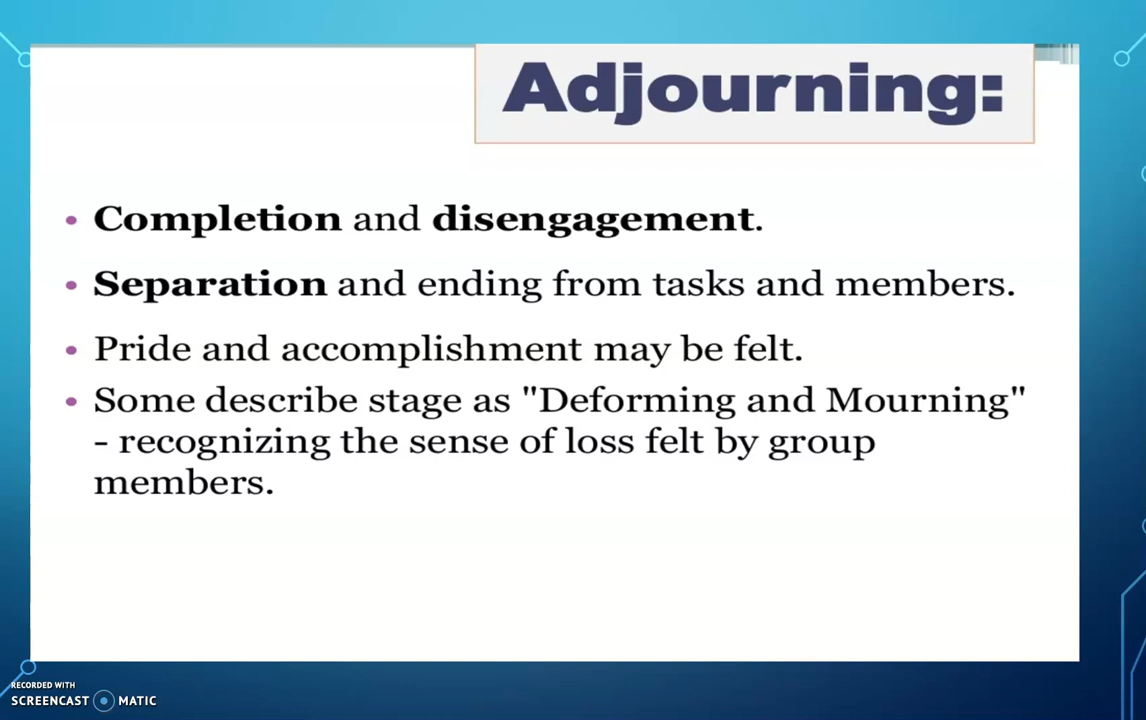 Adjourning:
• Completion and disengagement.
• Separation and ending from tasks and members.
• Pride and accomplishment may be felt.
• Some describe stage as "Deforming and Mourning"
- recognizing the sense of loss felt by group
members.
RECORDED WITH
SCREENCAST MATIC